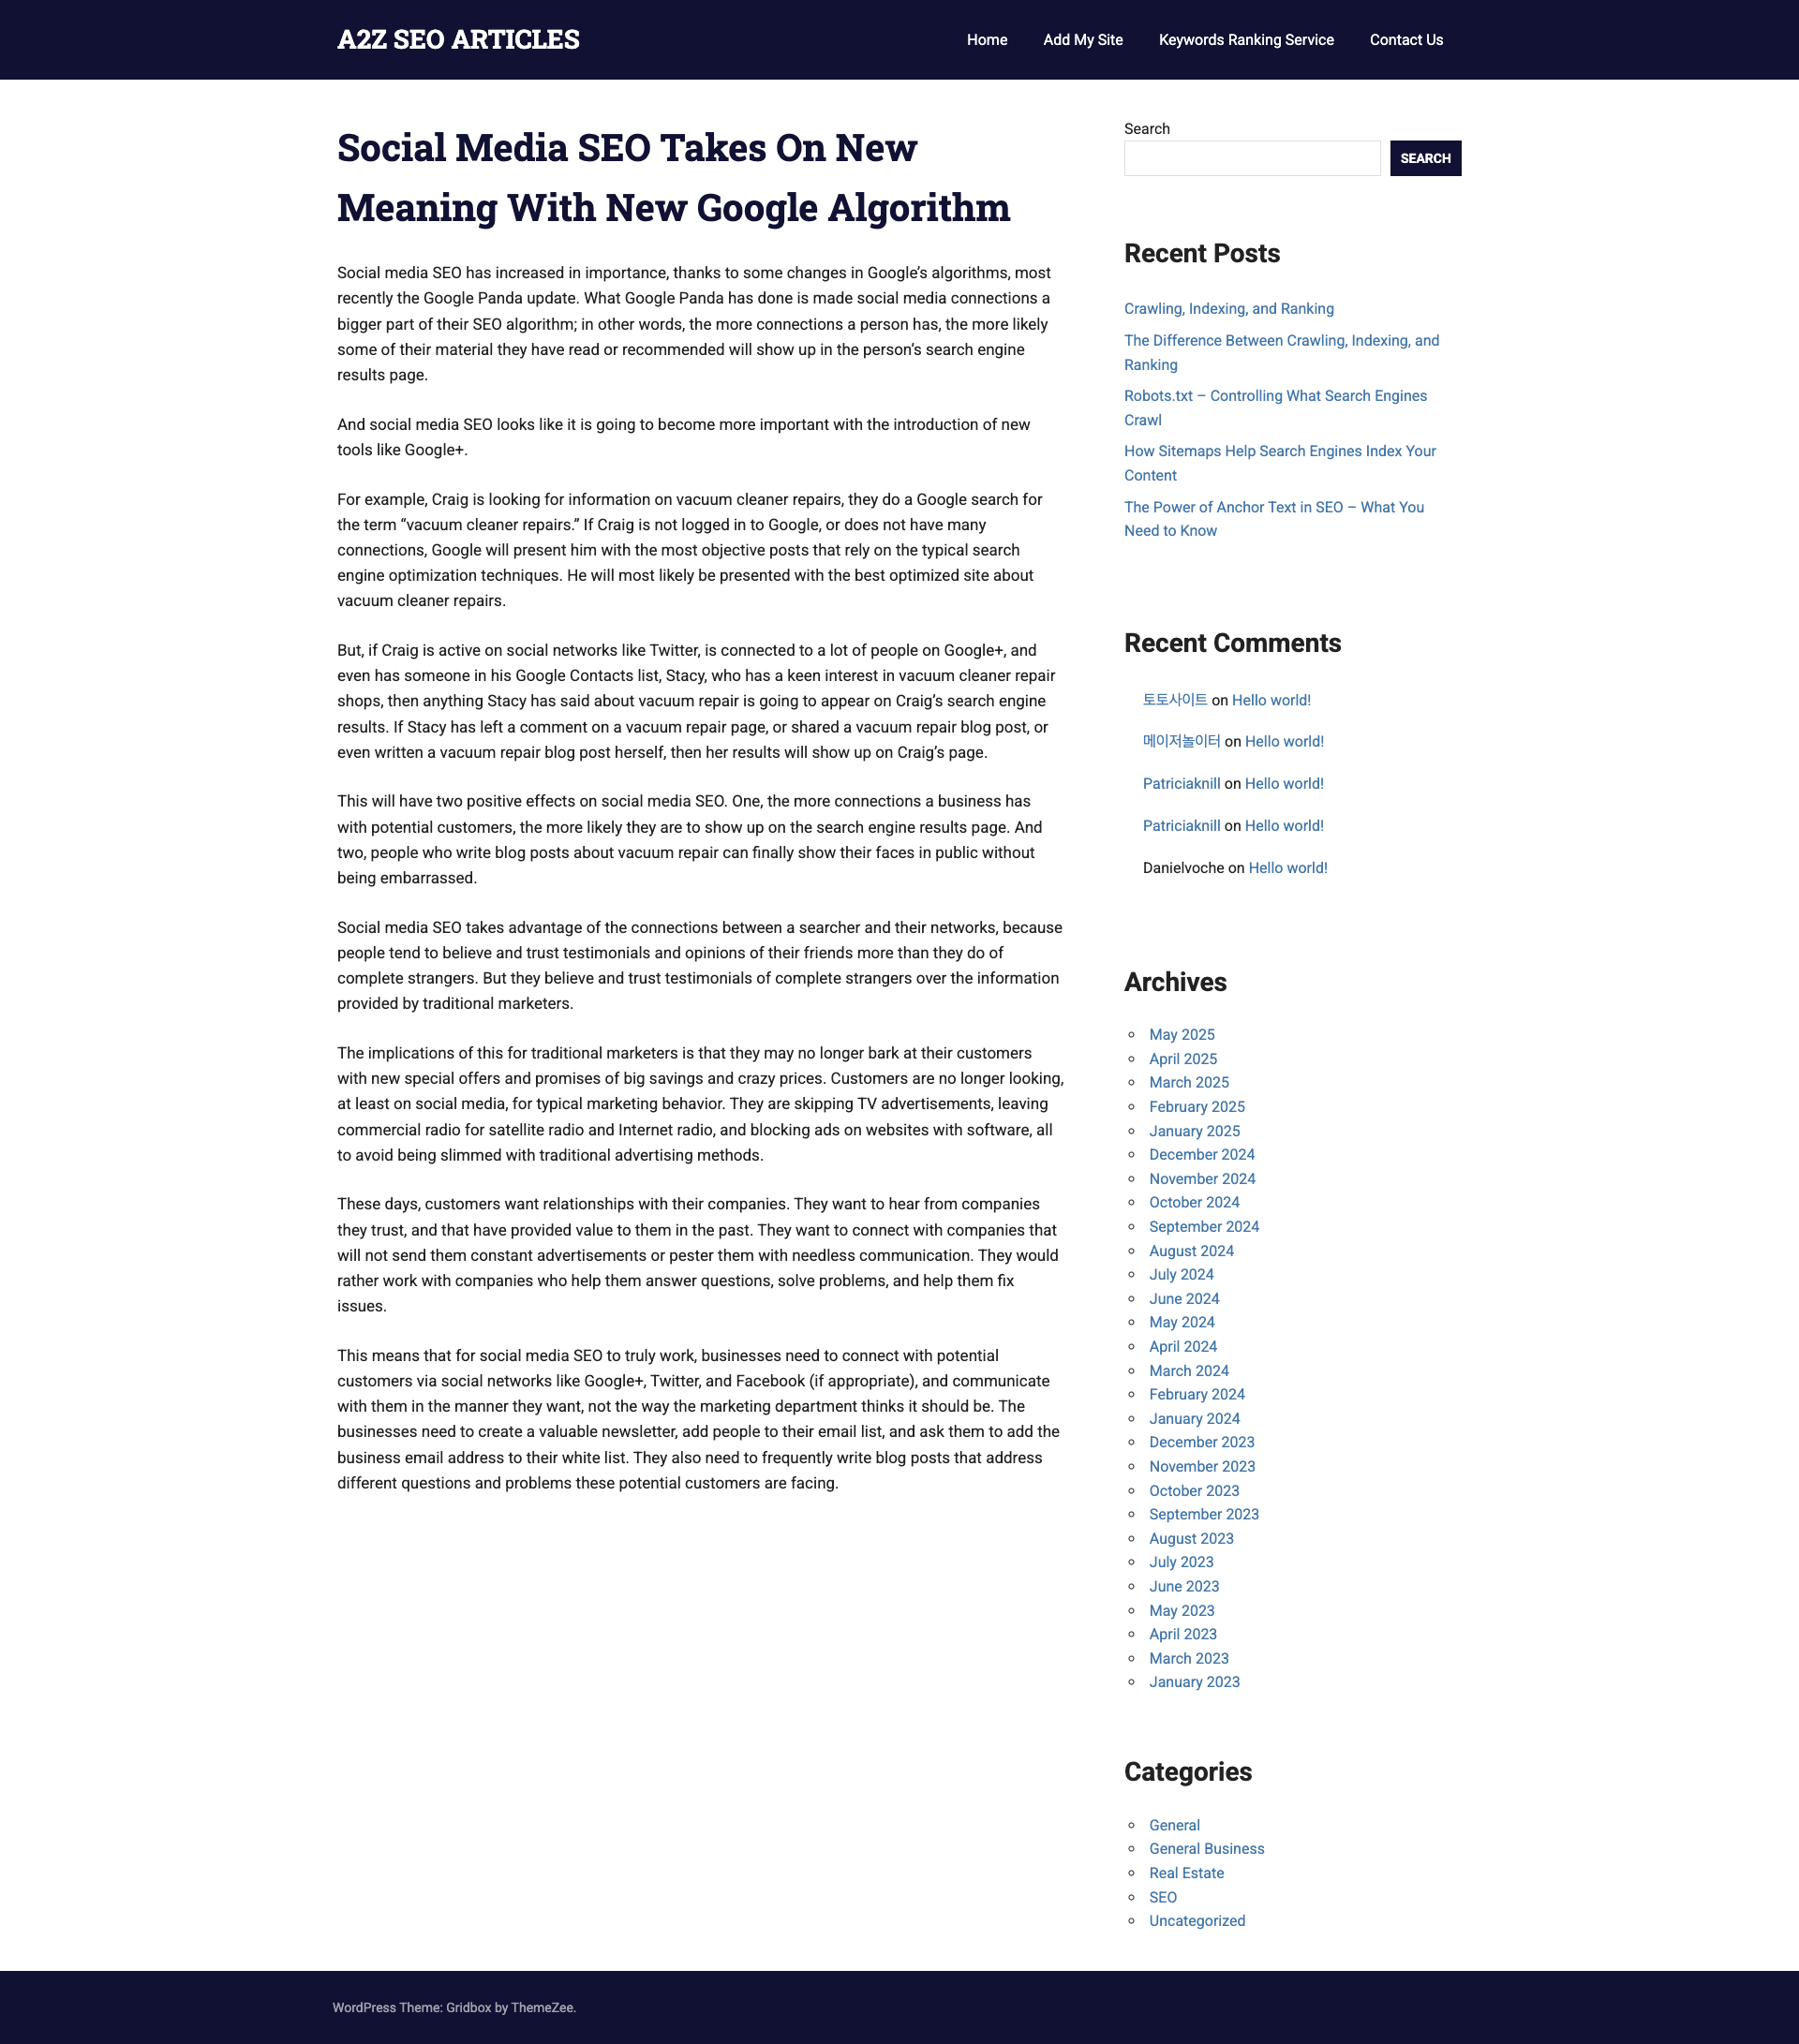 A2Z SEO ARTICLES
Home
Add My Site
Keywords Ranking Service
Contact Us
Social Media SEO Takes On New
Meaning With New Google Algorithm
Social media SEO has increased in importance, thanks to some changes in Google’s algorithms, most
recently the Google Panda update. What Google Panda has done is made social media connections a
bigger part of their SEO algorithm; in other words, the more connections a person has, the more likely
some of their material they have read or recommended will show up in the person’s search engine
results page.
And social media SEO looks like it is going to become more important with the introduction of new
tools like Google+.
For example, Craig is looking for information on vacuum cleaner repairs, they do a Google search for
the term “vacuum cleaner repairs.” If Craig is not logged in to Google, or does not have many
connections, Google will present him with the most objective posts that rely on the typical search
engine optimization techniques. He will most likely be presented with the best optimized site about
vacuum cleaner repairs.
But, if Craig is active on social networks like Twitter, is connected to a lot of people on Google+, and
even has someone in his Google Contacts list, Stacy, who has a keen interest in vacuum cleaner repair
shops, then anything Stacy has said about vacuum repair is going to appear on Craig’s search engine
results. If Stacy has left a comment on a vacuum repair page, or shared a vacuum repair blog post, or
even written a vacuum repair blog post herself, then her results will show up on Craig’s page.
This will have two positive effects on social media SEO. One, the more connections a business has
with potential customers, the more likely they are to show up on the search engine results page. And
two, people who write blog posts about vacuum repair can finally show their faces in public without
being embarrassed.
Social media SEO takes advantage of the connections between a searcher and their networks, because
people tend to believe and trust testimonials and opinions of their friends more than they do of
complete strangers. But they believe and trust testimonials of complete strangers over the information
provided by traditional marketers.
The implications of this for traditional marketers is that they may no longer bark at their customers
with new special offers and promises of big savings and crazy prices. Customers are no longer looking,
at least on social media, for typical marketing behavior. They are skipping TV advertisements, leaving
commercial radio for satellite radio and Internet radio, and blocking ads on websites with software, all
to avoid being slimmed with traditional advertising methods.
These days, customers want relationships with their companies. They want to hear from companies
they trust, and that have provided value to them in the past. They want to connect with companies that
will not send them constant advertisements or pester them with needless communication. They would
rather work with companies who help them answer questions, solve problems, and help them fix
issues.
This means that for social media SEO to truly work, businesses need to connect with potential
customers via social networks like Google+, Twitter, and Facebook (if appropriate), and communicate
with them in the manner they want, not the way the marketing department thinks it should be. The
businesses need to create a valuable newsletter, add people to their email list, and ask them to add the
business email address to their white list. They also need to frequently write blog posts that address
different questions and problems these potential customers are facing.
Search
SEARCH
Recent Posts
Crawling, Indexing, and Ranking
The Difference Between Crawling, Indexing, and
Ranking
Robots.txt – Controlling What Search Engines
Crawl
How Sitemaps Help Search Engines Index Your
Content
The Power of Anchor Text in SEO – What You
Need to Know
Recent Comments
토토사이트 on Hello world!
메이저놀이터 on Hello world!
Patriciaknill on Hello world!
Patriciaknill on Hello world!
Danielvoche on Hello world!
Archives
May 2025
April 2025
March 2025
February 2025
January 2025
December 2024
November 2024
October 2024
September 2024
August 2024
July 2024
June 2024
May 2024
April 2024
March 2024
February 2024
January 2024
December 2023
November 2023
October 2023
September 2023
August 2023
July 2023
June 2023
May 2023
April 2023
March 2023
January 2023
Categories
General
General Business
Real Estate
SEO
Uncategorized
WordPress Theme: Gridbox by ThemeZee.